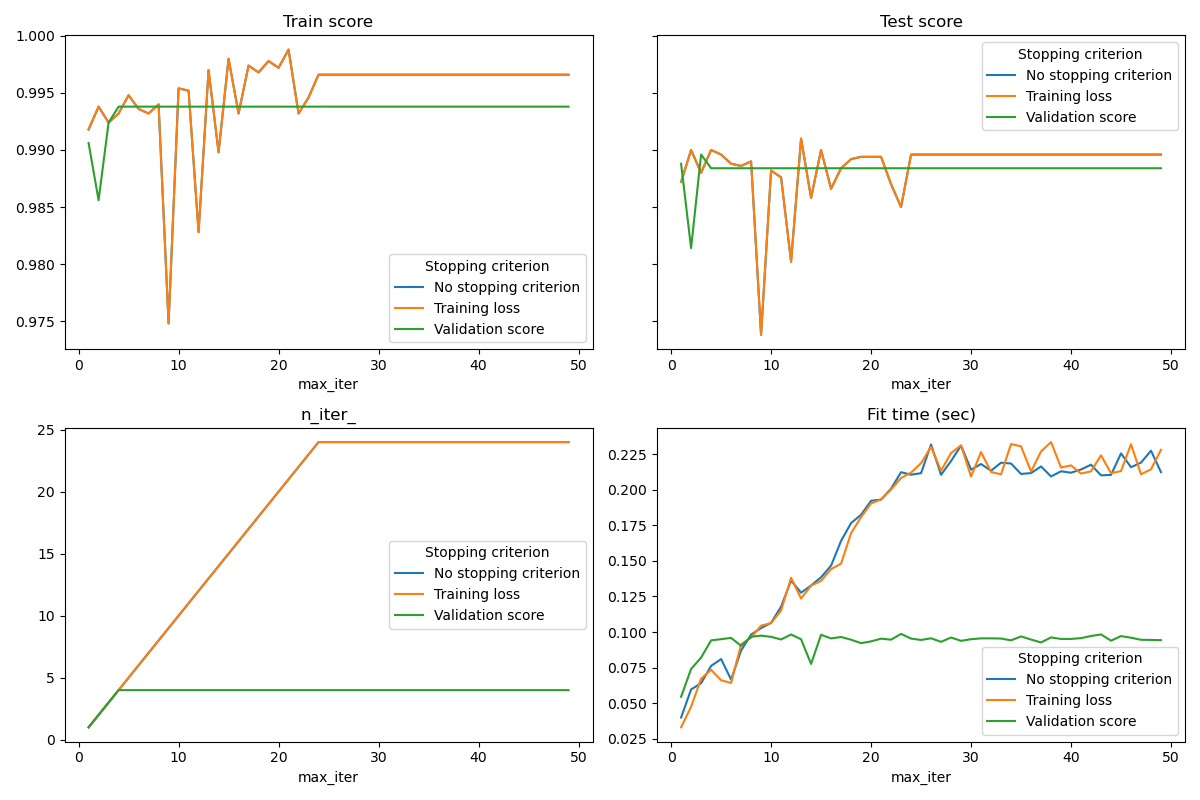 Train score
1.000
0.995
0.990
0.985
0.980
0.975
Stopping criterion
No stopping criterion
Training loss
Validation score
0 10 20 30 40 50
max_iter
Test score
Stopping criterion
No stopping criterion
Training loss
Validation score
0 10 20 30 40 50
max_iter
n_iter_
25
20
15
10
5
0
Stopping criterion
No stopping criterion
Training loss
Validation score
0 10 20 30 40 50
max_iter
Fit time (sec)
0.225
0.200
0.175
0.150
0.125
0.100
0.075
0.050
0.025
Stopping criterion
No stopping criterion
Training loss
Validation score
0 10 20 30 40 50
max_iter